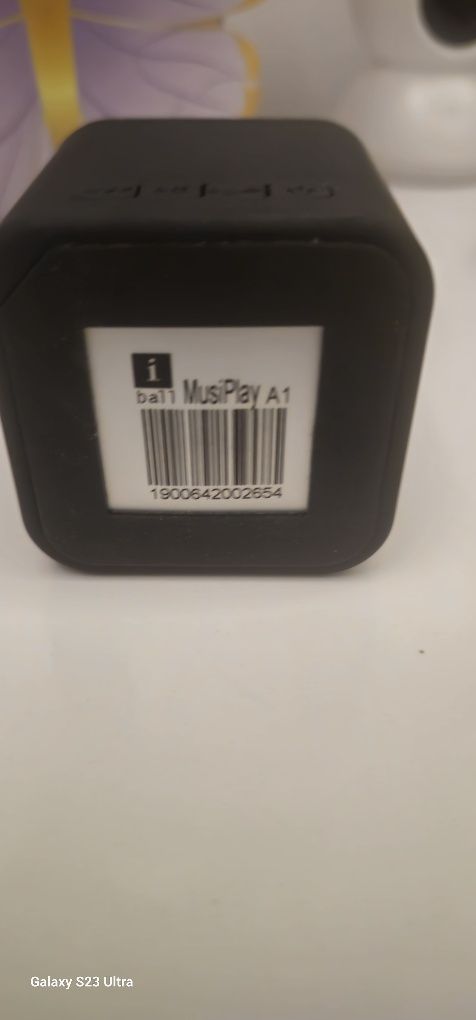 i
ball MusiPlay A1
1900642002654
Galaxy S23 Ultra